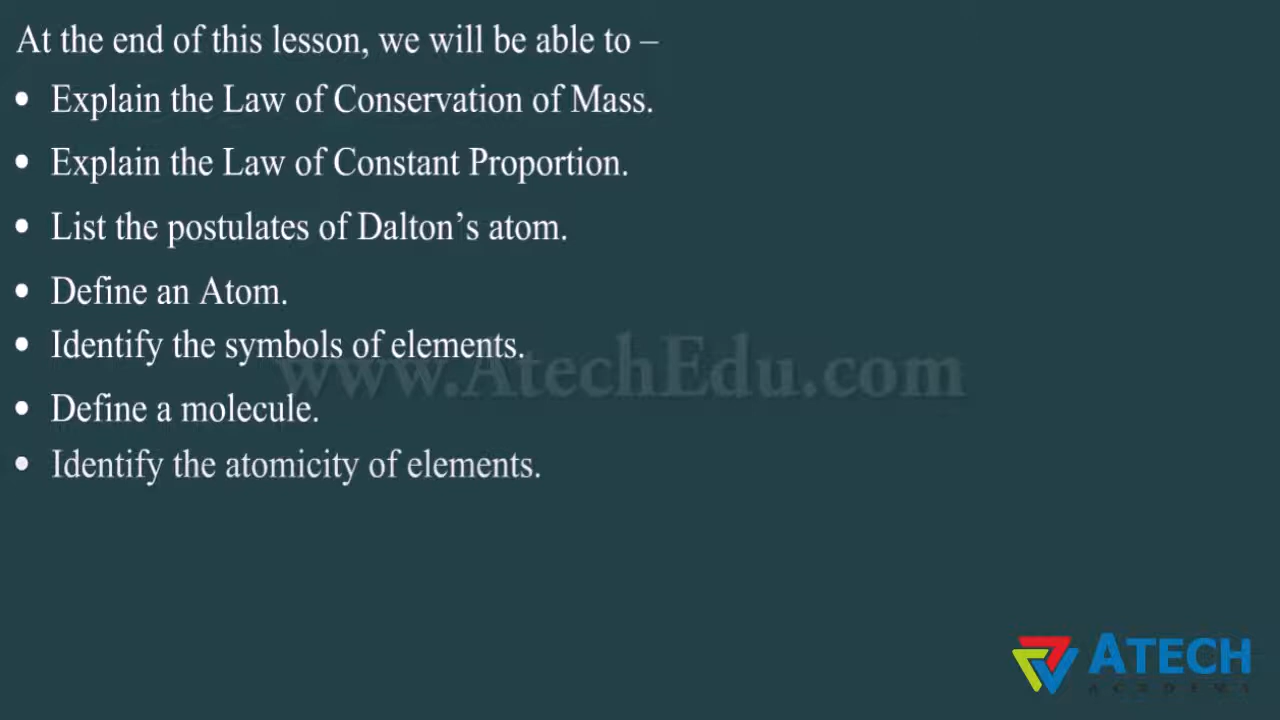 At the end of this lesson, we will be able to –
• Explain the Law of Conservation of Mass.
• Explain the Law of Constant Proportion.
• List the postulates of Dalton’s atom.
• Define an Atom.
• Identify the symbols of elements.
www.AtechEdu.com
• Define a molecule.
• Identify the atomicity of elements.
ATECH
ACADEMY